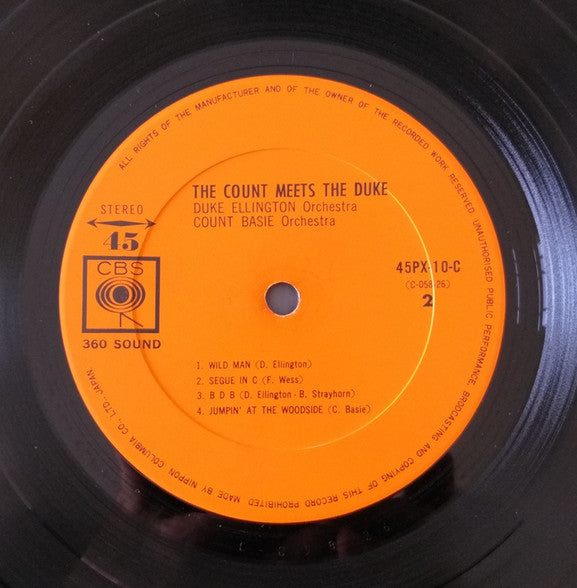 ALL RIGHTS OF THE MANUFACTURER AND OF THE OWNER OF THE RECORDED WORK RESERVED. UNAUTHORISED PUBLIC PERFORMANCE, BROADCASTING AND COPYING OF THIS RECORD PROHIBITED MADE BY NIPPON COLUMBIA CO., LTD. JAPAN.
THE COUNT MEETS THE DUKE
DUKE ELLINGTON Orchestra
COUNT BASIE Orchestra
STEREO
45
CBS
360 SOUND
45PX-10-C
(C-05826)
2
1. WILD MAN (D. Ellington)
2. SEGUE IN C (F. Wess)
3. B D B (D. Ellington - B. Strayhorn)
4. JUMPIN' AT THE WOODSIDE (C. Basie)